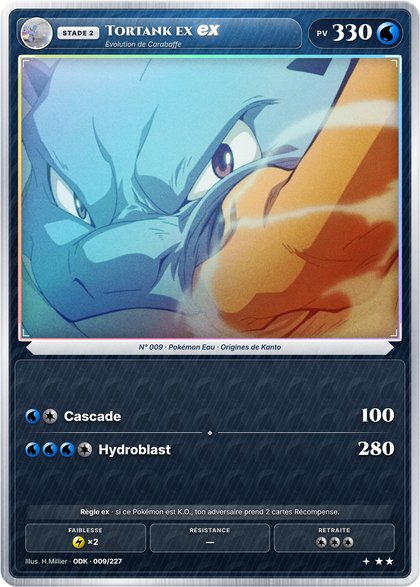 STADE 2 TORTANK EX ex PV 330
Évolution de Carabaffe
N° 009 · Pokémon Eau · Origines de Kanto
Cascade 100
Hydroblast 280
Règle ex · si ce Pokémon est K.O., ton adversaire prend 2 cartes Récompense.
FAIBLESSE RÉSISTANCE RETRAITE
×2 —
Illus. H.Millier · ODK · 009/227